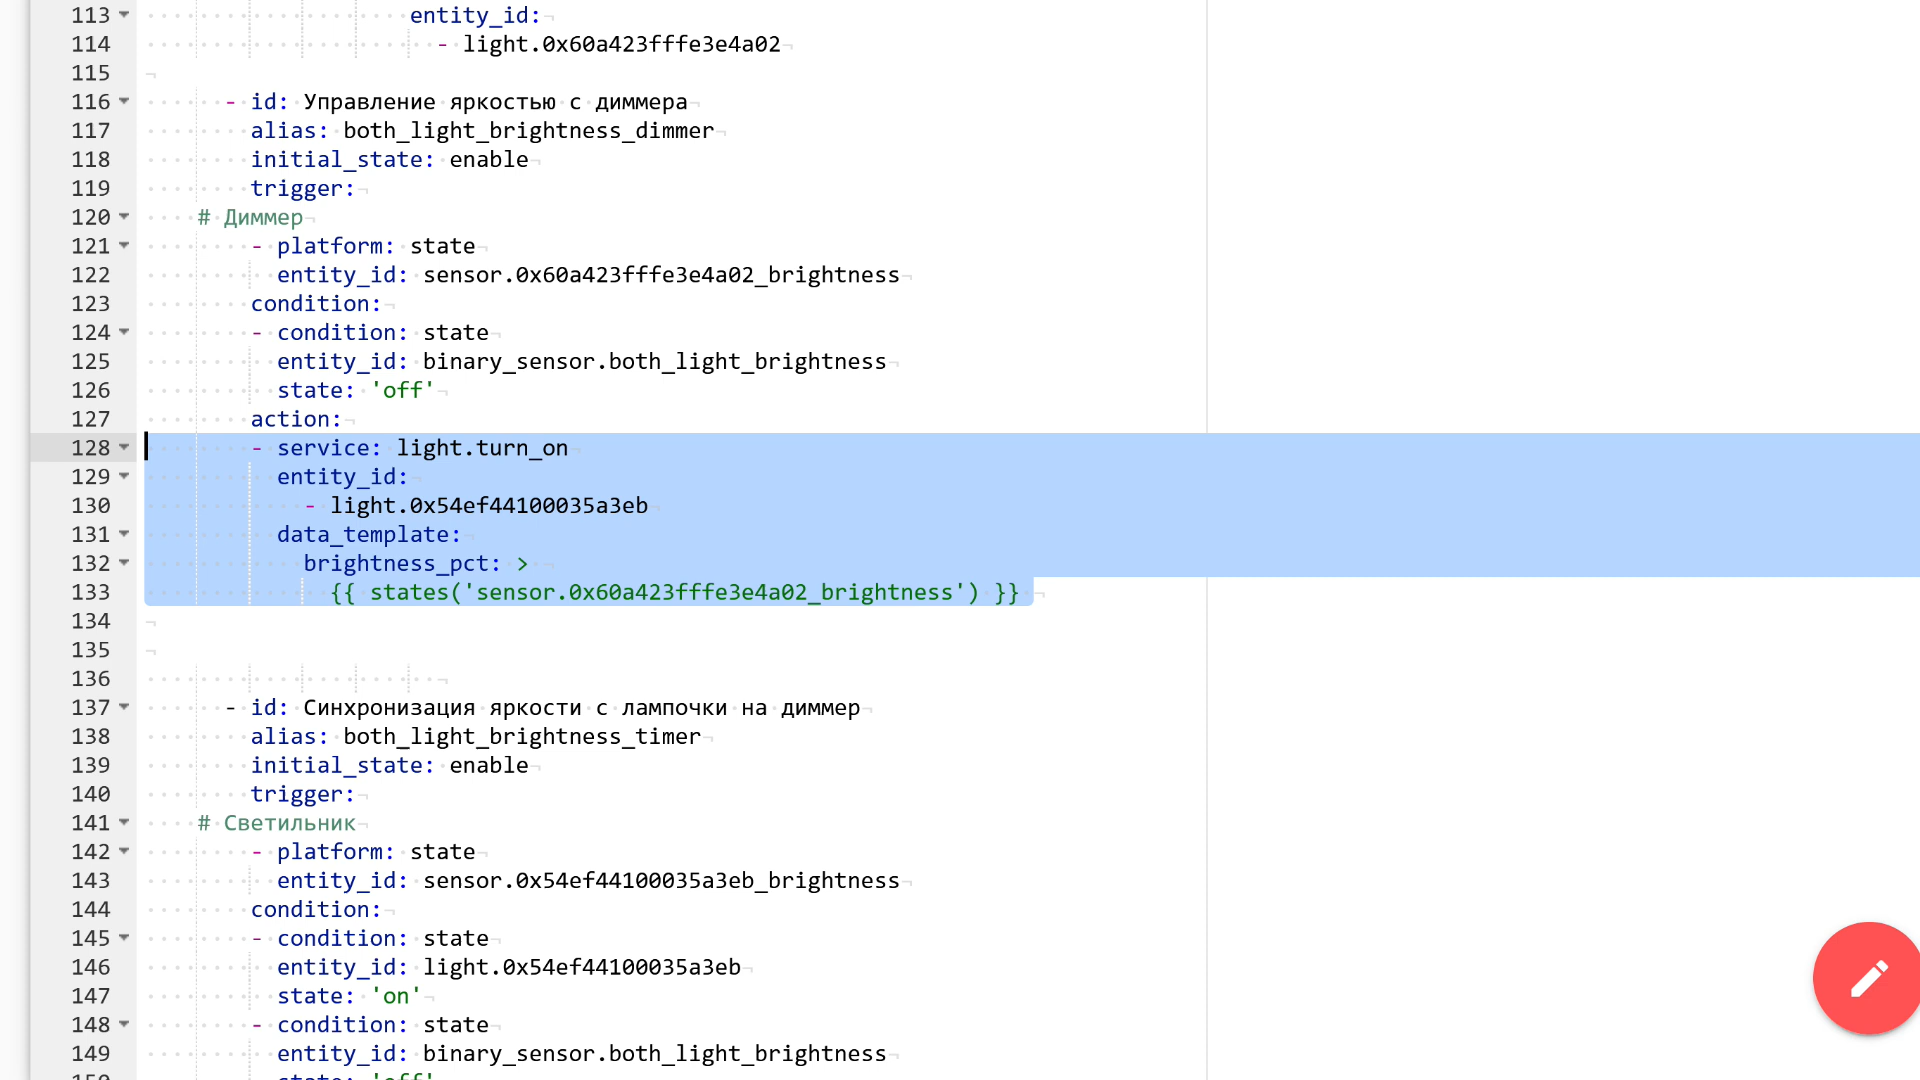 113 entity_id:
114 - light.0x60a423fffe3e4a02
115
116 - id: Управление яркостью с диммера
117 alias: both_light_brightness_dimmer
118 initial_state: enable
119 trigger:
120 # Диммер
121 - platform: state
122 entity_id: sensor.0x60a423fffe3e4a02_brightness
123 condition:
124 - condition: state
125 entity_id: binary_sensor.both_light_brightness
126 state: 'off'
127 action:
128 - service: light.turn_on
129 entity_id:
130 - light.0x54ef44100035a3eb
131 data_template:
132 brightness_pct: >
133 {{ states('sensor.0x60a423fffe3e4a02_brightness') }}
134
135
136
137 - id: Синхронизация яркости с лампочки на диммер
138 alias: both_light_brightness_timer
139 initial_state: enable
140 trigger:
141 # Светильник
142 - platform: state
143 entity_id: sensor.0x54ef44100035a3eb_brightness
144 condition:
145 - condition: state
146 entity_id: light.0x54ef44100035a3eb
147 state: 'on'
148 - condition: state
149 entity_id: binary_sensor.both_light_brightness
150 state: 'off'